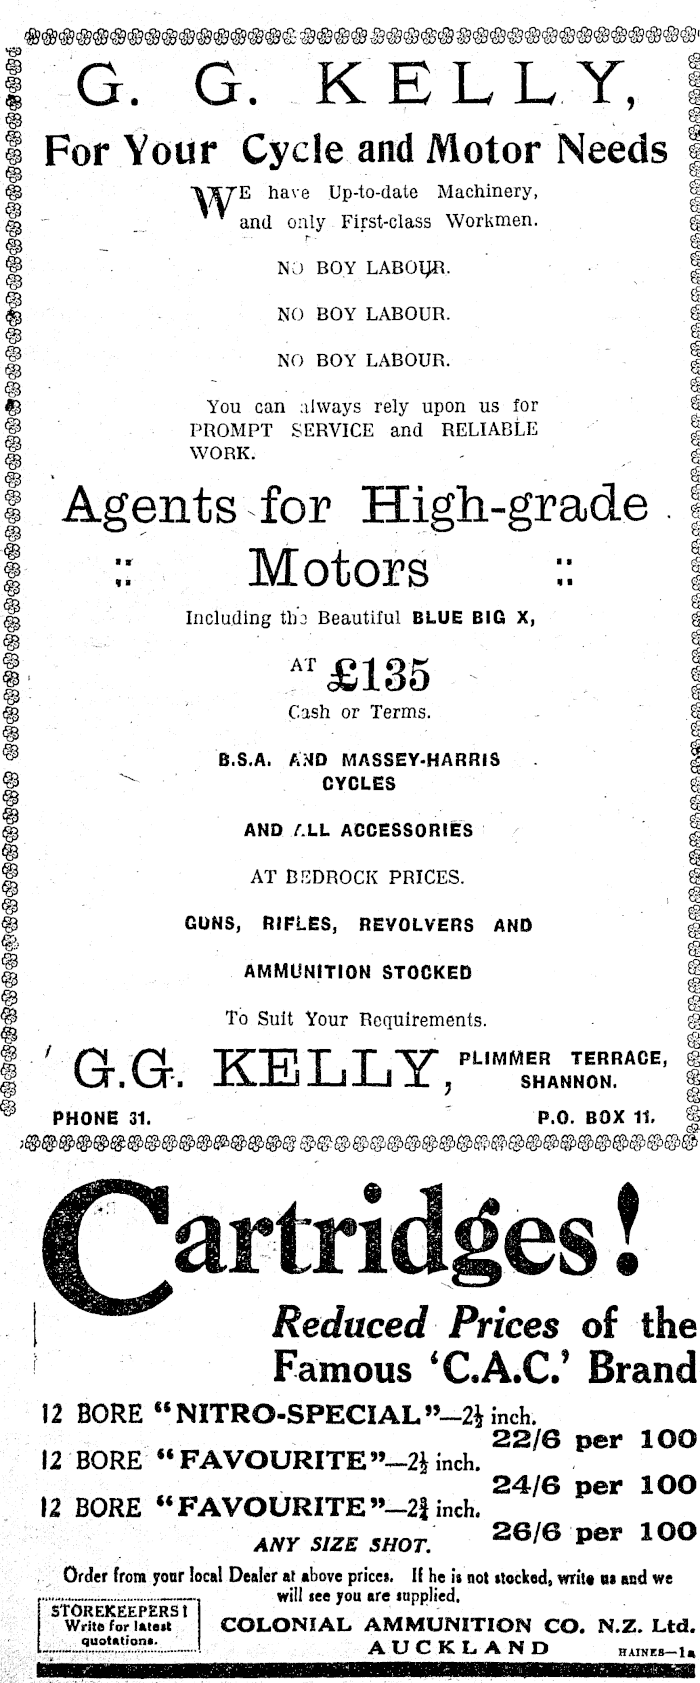 G. G. KELLY,
For Your Cycle and Motor Needs
WE have Up-to-date Machinery,
and only First-class Workmen.
NO BOY LABOUR.
NO BOY LABOUR.
NO BOY LABOUR.
You can always rely upon us for
PROMPT SERVICE and RELIABLE
WORK.
Agents for High-grade
:: Motors ::
Including the Beautiful BLUE BIG X,
AT £135
Cash or Terms.
B.S.A. AND MASSEY-HARRIS
CYCLES
AND ALL ACCESSORIES
AT BEDROCK PRICES.
GUNS, RIFLES, REVOLVERS AND
AMMUNITION STOCKED
To Suit Your Requirements.
G.G. KELLY, PLIMMER TERRACE,
SHANNON.
PHONE 31. P.O. BOX 11.
Cartridges!
Reduced Prices of the
Famous 'C.A.C.' Brand
12 BORE "NITRO-SPECIAL"—2½ inch.
22/6 per 100
12 BORE "FAVOURITE"—2½ inch.
24/6 per 100
12 BORE "FAVOURITE"—2¾ inch.
26/6 per 100
ANY SIZE SHOT.
Order from your local Dealer at above prices. If he is not stocked, write us and we
will see you are supplied.
STOREKEEPERS!
Write for latest
quotations.
COLONIAL AMMUNITION CO. N.Z. Ltd.
AUCKLAND HAINES—1a